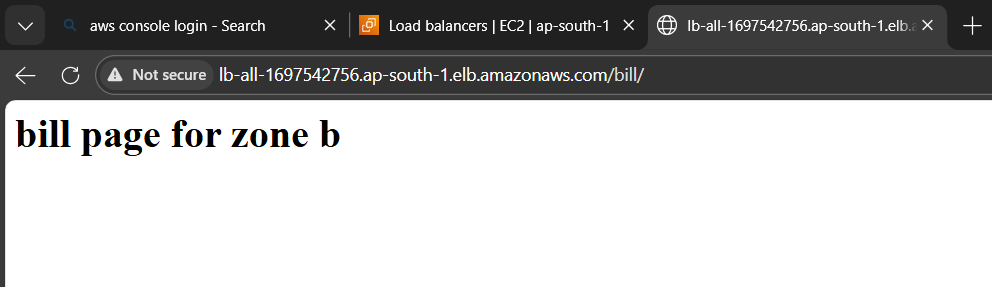 aws console login - Search
Load balancers | EC2 | ap-south-1
lb-all-1697542756.ap-south-1.elb.a
Not secure
lb-all-1697542756.ap-south-1.elb.amazonaws.com/bill/
bill page for zone b